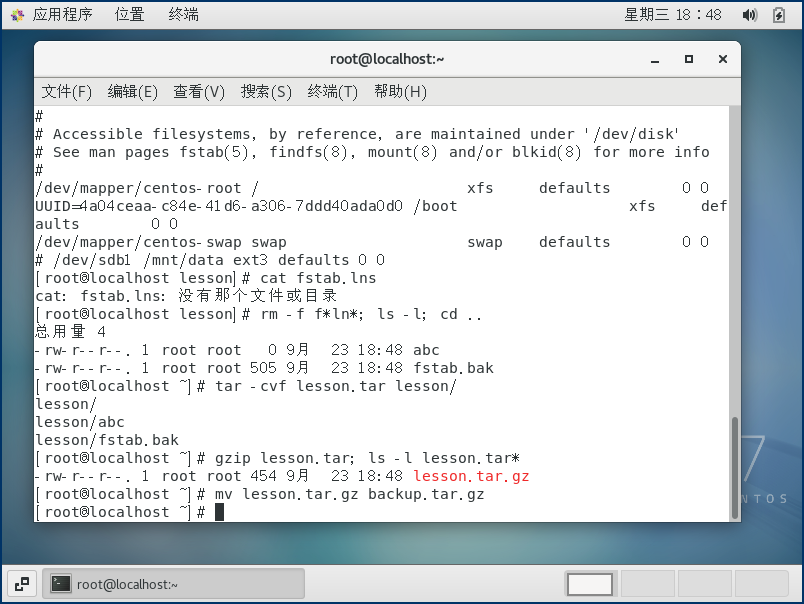 应用程序 位置 终端 星期三 18：48
root@localhost:~
文件(F) 编辑(E) 查看(V) 搜索(S) 终端(T) 帮助(H)
#
# Accessible filesystems, by reference, are maintained under '/dev/disk'
# See man pages fstab(5), findfs(8), mount(8) and/or blkid(8) for more info
#
/dev/mapper/centos-root / xfs defaults 0 0
UUID=4a04ceaa-c84e-41d6-a306-7ddd40ada0d0 /boot xfs def
aults 0 0
/dev/mapper/centos-swap swap swap defaults 0 0
# /dev/sdb1 /mnt/data ext3 defaults 0 0
[root@localhost lesson]# cat fstab.lns
cat: fstab.lns: 没有那个文件或目录
[root@localhost lesson]# rm -f f*ln*; ls -l; cd ..
总用量 4
-rw-r--r--. 1 root root 0 9月 23 18:48 abc
-rw-r--r--. 1 root root 505 9月 23 18:48 fstab.bak
[root@localhost ~]# tar -cvf lesson.tar lesson/
lesson/
lesson/abc
lesson/fstab.bak
[root@localhost ~]# gzip lesson.tar; ls -l lesson.tar*
-rw-r--r--. 1 root root 454 9月 23 18:48 lesson.tar.gz
[root@localhost ~]# mv lesson.tar.gz backup.tar.gz
[root@localhost ~]#
7
NTOS
root@localhost:~